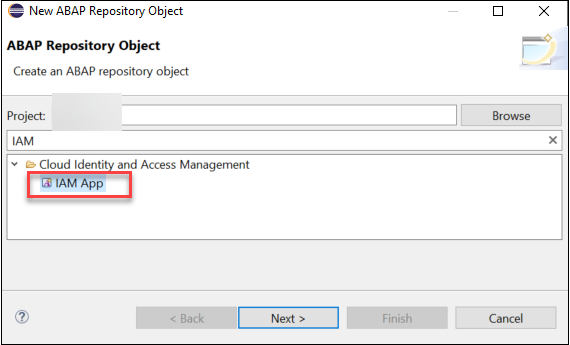 New ABAP Repository Object
ABAP Repository Object
Create an ABAP repository object
Project:
Browse
IAM
Cloud Identity and Access Management
IAM App
< Back
Next >
Finish
Cancel